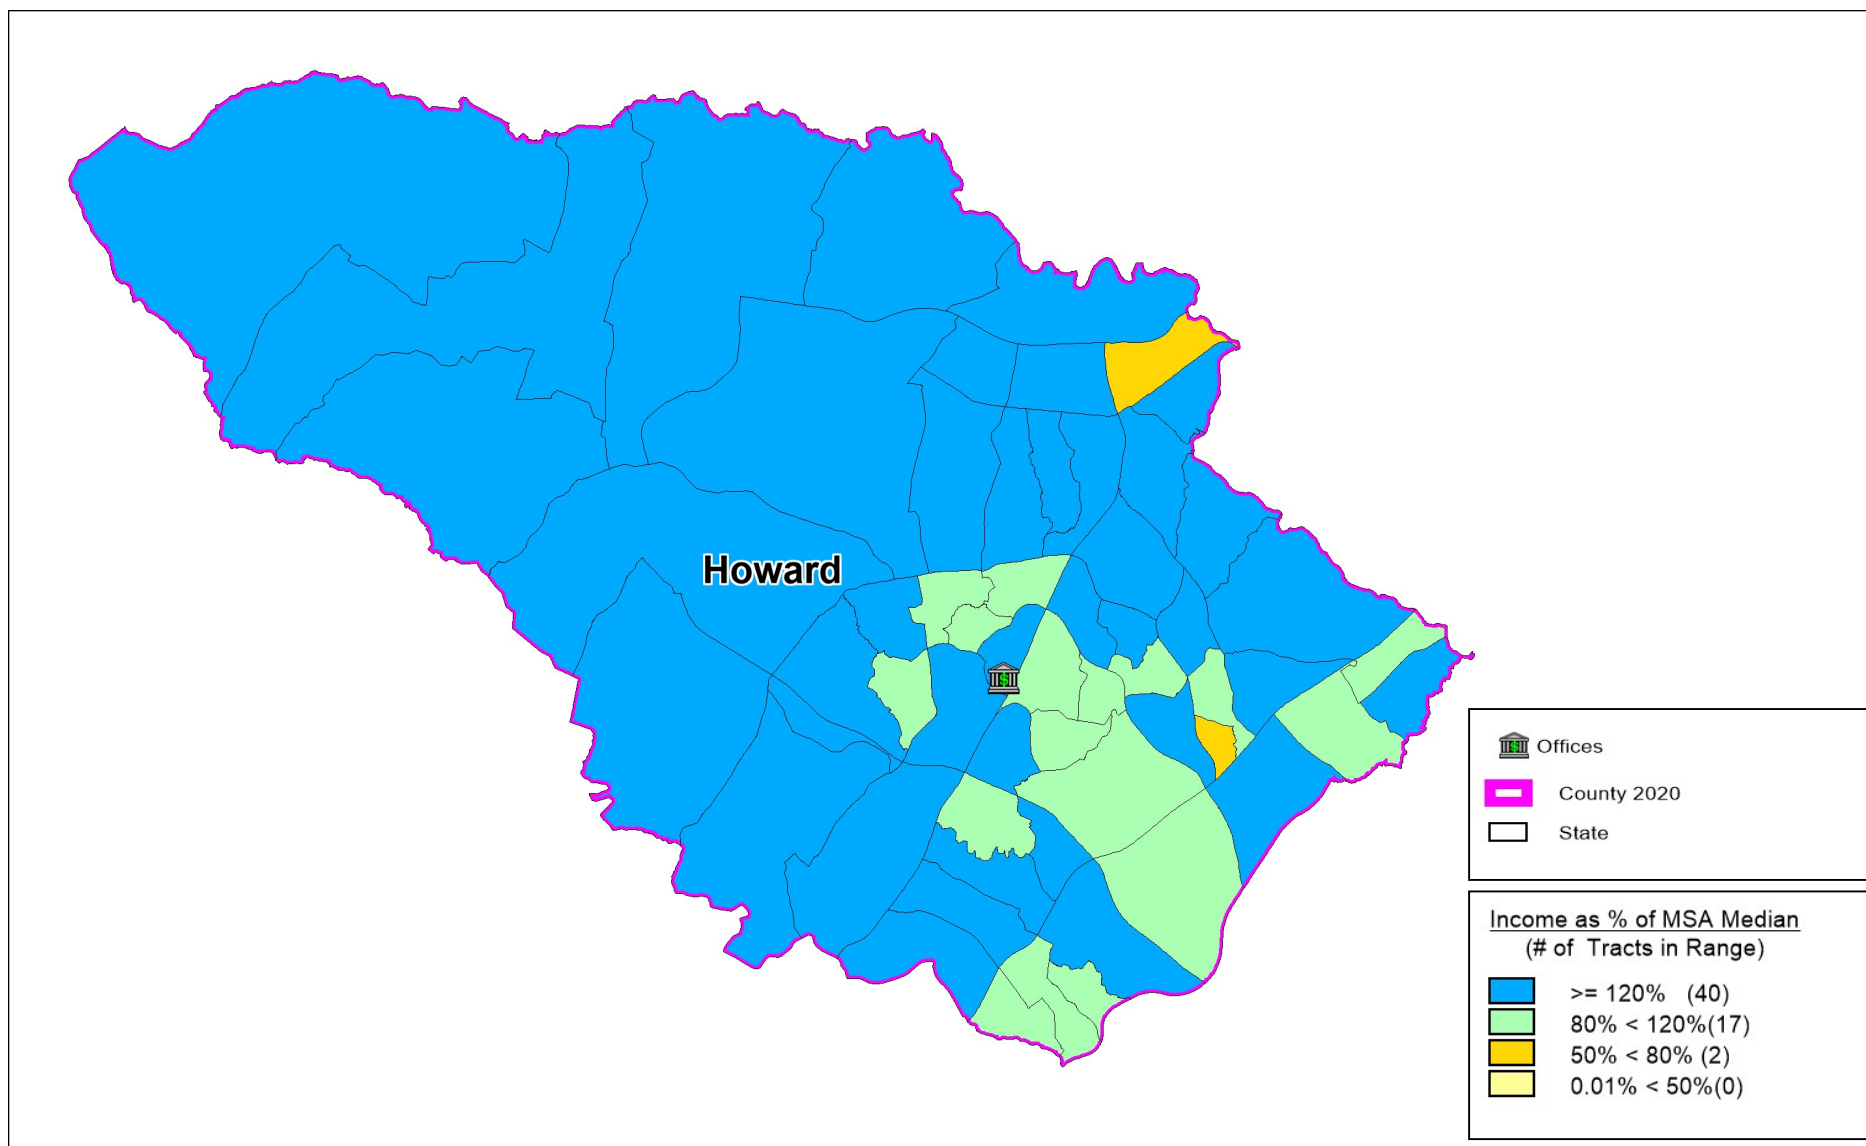 Howard
Offices
County 2020
State
Income as % of MSA Median
(# of Tracts in Range)
>= 120% (40)
80% < 120%(17)
50% < 80% (2)
0.01% < 50%(0)